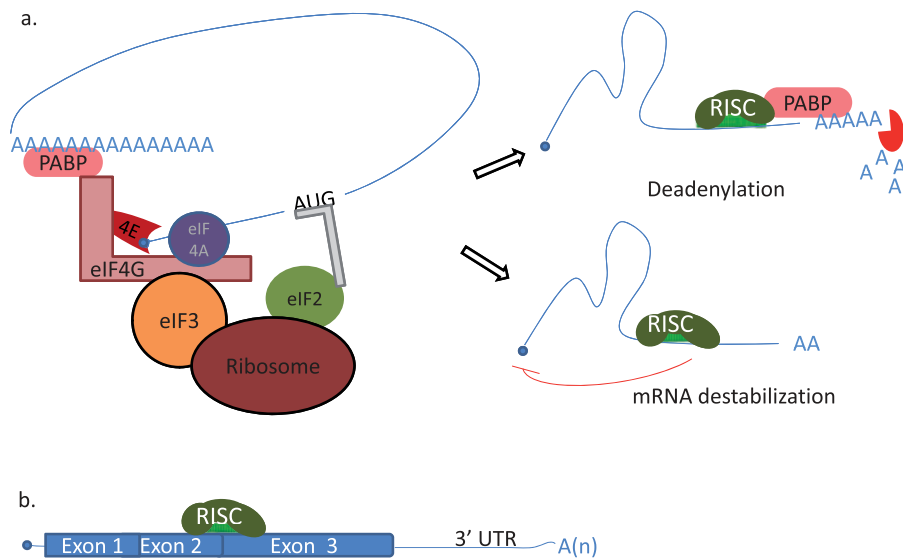 a.
AAAAAAAAAAAAAAA
PABP
AUG
4E
eIF
4A
eIF4G
eIF3
eIF2
Ribosome
RISC
PABP
AAAAA
A
A
A
A
Deadenylation
RISC
AA
mRNA destabilization
b.
RISC
Exon 1
Exon 2
Exon 3
3' UTR
A(n)